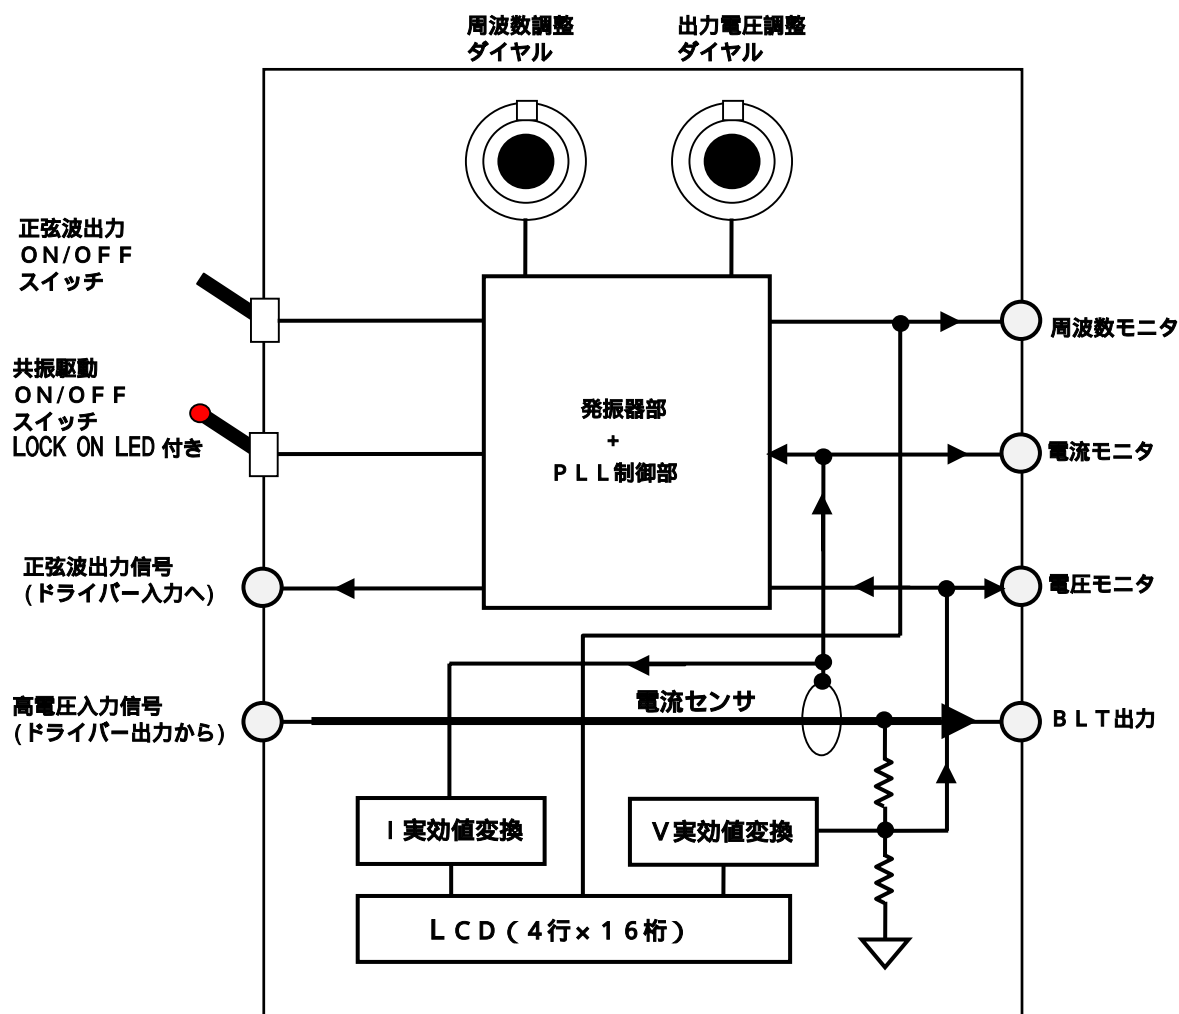 周波数調整
ダイヤル
出力電圧調整
ダイヤル
正弦波出力
ＯＮ/ＯＦＦ
スイッチ
共振駆動
ＯＮ/ＯＦＦ
スイッチ
LOCK ON LED 付き
正弦波出力信号
(ドライバー入力へ)
高電圧入力信号
(ドライバー出力から)
発振器部
+
ＰＬＬ制御部
周波数モニタ
電流モニタ
電圧モニタ
電流センサ
ＢＬＴ出力
Ｉ実効値変換
Ｖ実効値変換
ＬＣＤ(４行×１６桁)